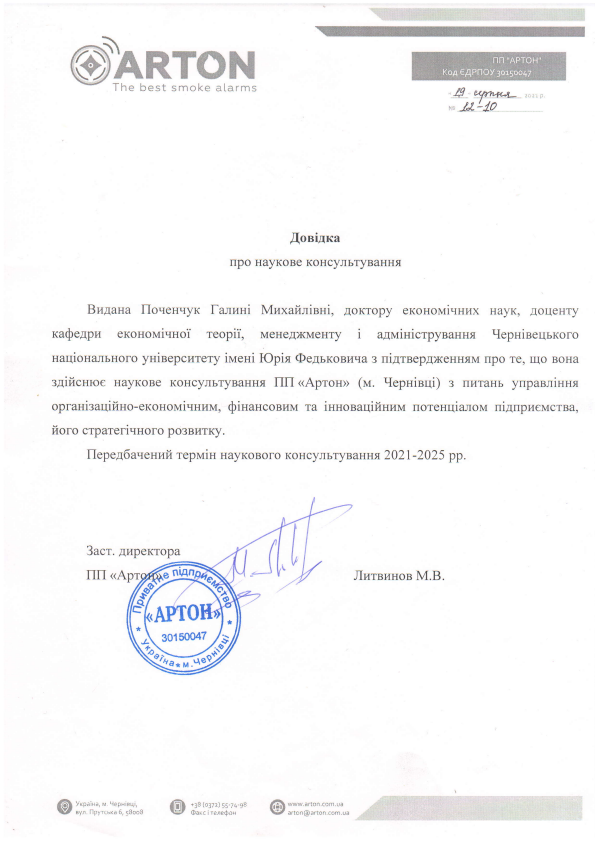 ARTON
The best smoke alarms
ПП "АРТОН"
Код ЄДРПОУ 30150047
"19" серпня
№ 12-10
Довідка
про наукове консультування
Видана Поченчук Галині Михайлівні, доктору економічних наук, доценту
кафедри економічної теорії, менеджменту і адміністрування Чернівецького
національного університету імені Юрія Федьковича з підтвердженням про те, що вона
здійснює наукове консультування ПП «Артон» (м. Чернівці) з питань управління
організаційно-економічним, фінансовим та інноваційним потенціалом підприємства,
його стратегічного розвитку.
Передбачений термін наукового консультування 2021-2025 рр.
Заст. директора
ПП «Артон»
Литвинов М.В.
Приватне підприємство
«АРТОН»
30150047
Україна * м. Чернівці
Україна, м. Чернівці,
вул. Прутська 6, 58008
+38 (0372) 55-74-98
Факс і телефон
www.arton.com.ua
arton@arton.com.ua